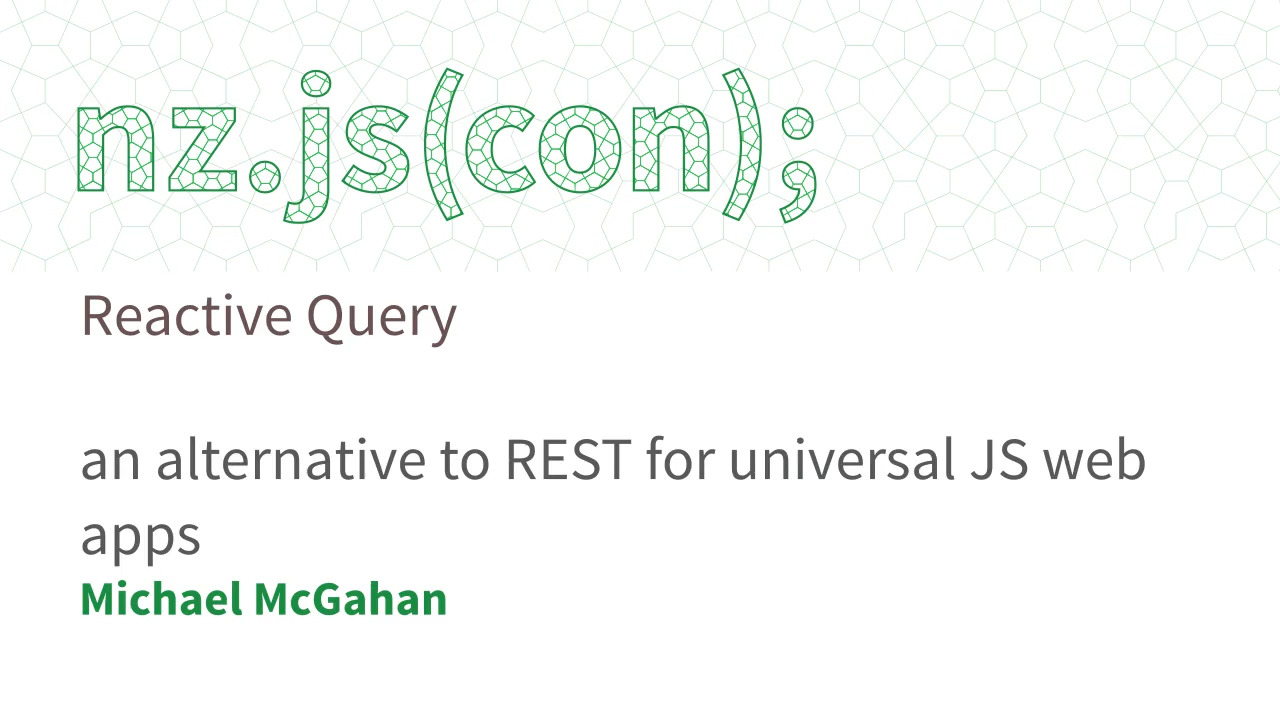 nz.js(con);
Reactive Query
an alternative to REST for universal JS web
apps
Michael McGahan